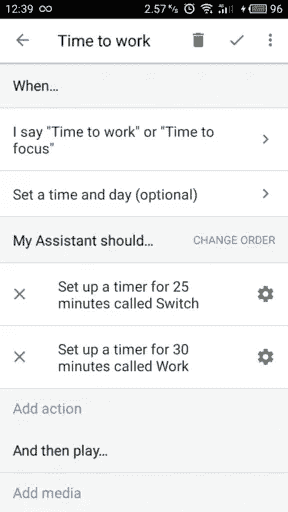 12:39 2.57 K/s 96
Time to work
When...
I say "Time to work" or "Time to
focus"
Set a time and day (optional)
My Assistant should... CHANGE ORDER
Set up a timer for 25
minutes called Switch
Set up a timer for 30
minutes called Work
Add action
And then play...
Add media